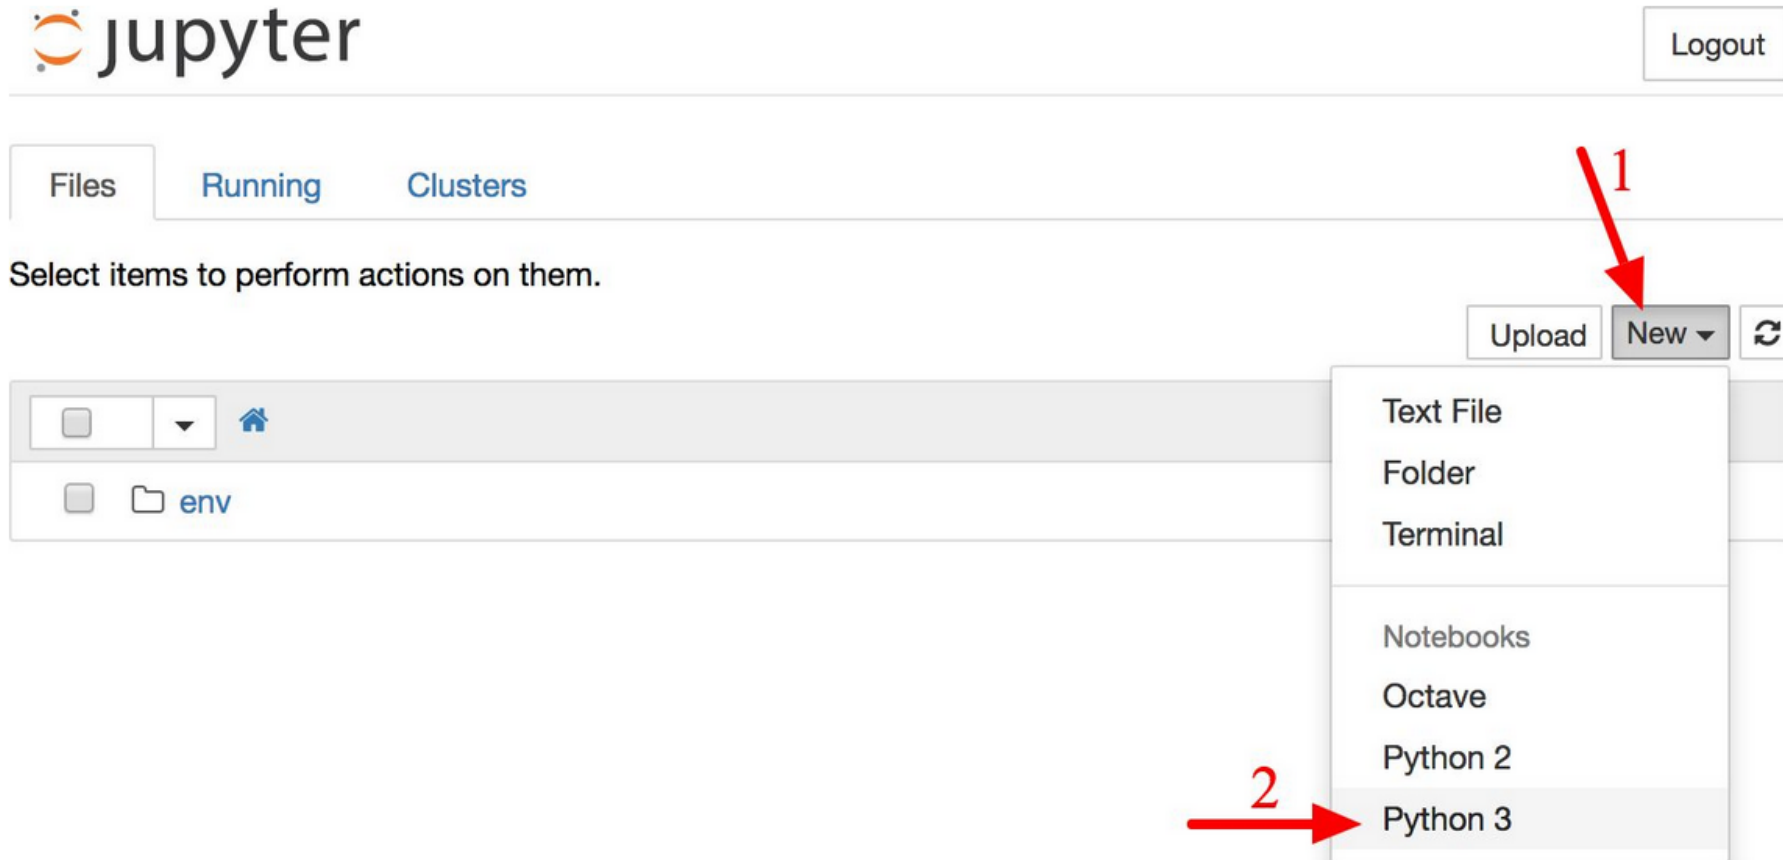 jupyter
Logout
Files Running Clusters
1
Select items to perform actions on them.
Upload New
Text File
Folder
env
Terminal
Notebooks
Octave
Python 2
2
Python 3